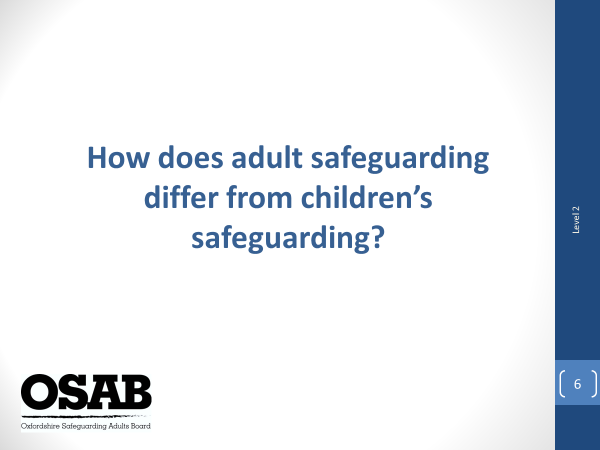 How does adult safeguarding
differ from children’s
safeguarding?
Level 2
6
OSAB
Oxfordshire Safeguarding Adults Board